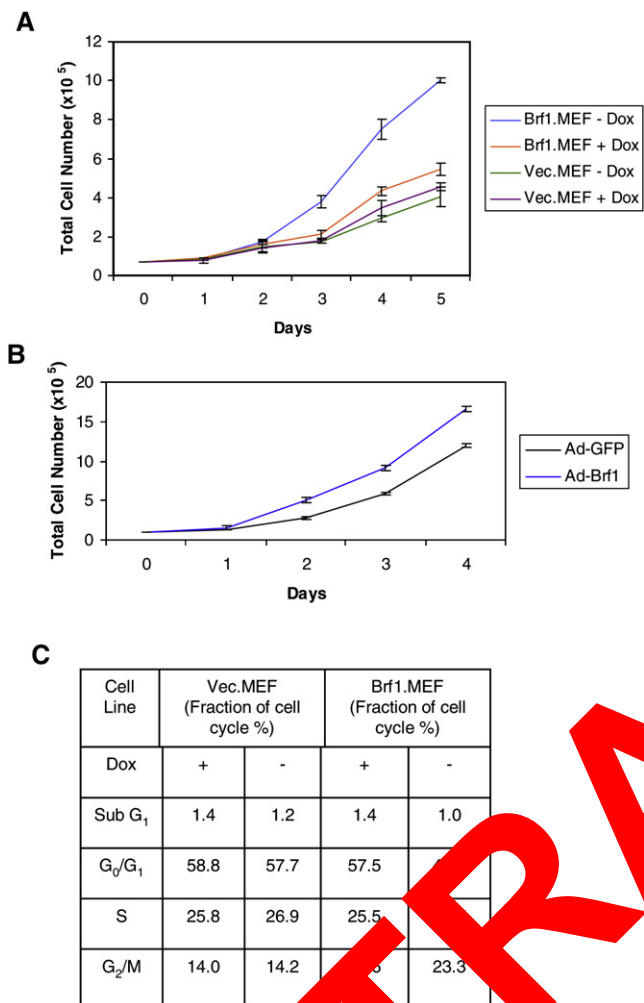 A
Total Cell Number (x10 5)
12
10
8
6
4
2
0
0 1 2 3 4 5
Days
Brf1.MEF - Dox
Brf1.MEF + Dox
Vec.MEF - Dox
Vec.MEF + Dox
B
Total Cell Number (x10 5)
20
15
10
5
0
0 1 2 3 4
Days
Ad-GFP
Ad-Brf1
C
Cell Line
Vec.MEF
(Fraction of cell
cycle %)
Brf1.MEF
(Fraction of cell
cycle %)
Dox + - + -
Sub G1 1.4 1.2 1.4 1.0
G0/G1 58.8 57.7 57.5
S 25.8 26.9 25.5
G2/M 14.0 14.2 23.3